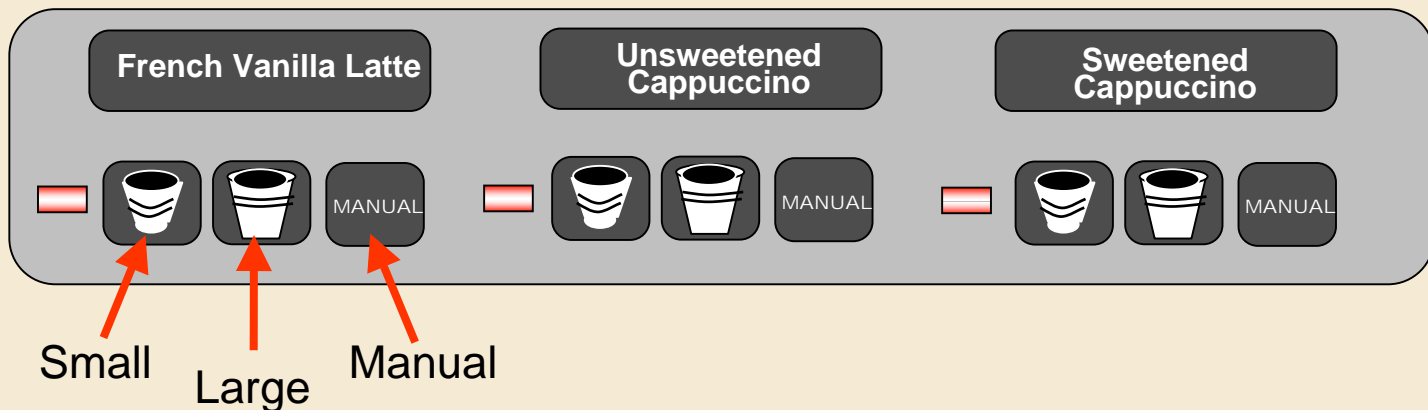 French Vanilla Latte
Unsweetened
Cappuccino
Sweetened
Cappuccino
MANUAL
MANUAL
MANUAL
Small
Large
Manual